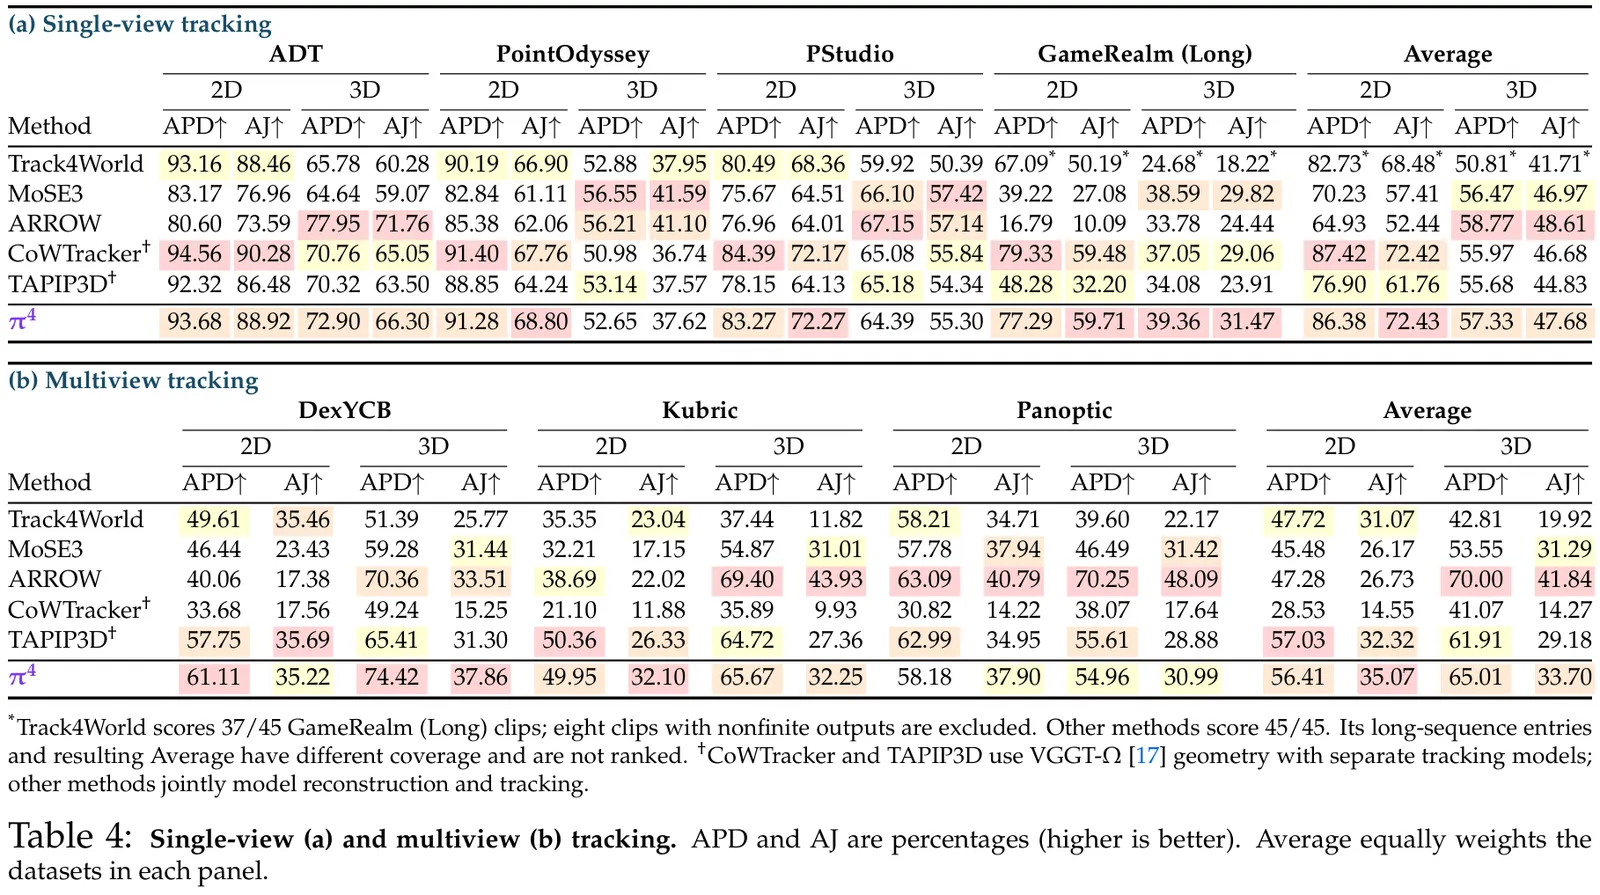 (a) Single-view tracking
ADT PointOdyssey PStudio GameRealm (Long) Average
2D 3D 2D 3D 2D 3D 2D 3D 2D 3D
Method APD↑ AJ↑ APD↑ AJ↑ APD↑ AJ↑ APD↑ AJ↑ APD↑ AJ↑ APD↑ AJ↑ APD↑ AJ↑ APD↑ AJ↑ APD↑ AJ↑ APD↑ AJ↑
Track4World 93.16 88.46 65.78 60.28 90.19 66.90 52.88 37.95 80.49 68.36 59.92 50.39 67.09* 50.19* 24.68* 18.22* 82.73* 68.48* 50.81* 41.71*
MoSE3 83.17 76.96 64.64 59.07 82.84 61.11 56.55 41.59 75.67 64.51 66.10 57.42 39.22 27.08 38.59 29.82 70.23 57.41 56.47 46.97
ARROW 80.60 73.59 77.95 71.76 85.38 62.06 56.21 41.10 76.96 64.01 67.15 57.14 16.79 10.09 33.78 24.44 64.93 52.44 58.77 48.61
CoWTracker† 94.56 90.28 70.76 65.05 91.40 67.76 50.98 36.74 84.39 72.17 65.08 55.84 79.33 59.48 37.05 29.06 87.42 72.42 55.97 46.68
TAPIP3D† 92.32 86.48 70.32 63.50 88.85 64.24 53.14 37.57 78.15 64.13 65.18 54.34 48.28 32.20 34.08 23.91 76.90 61.76 55.68 44.83
π⁴ 93.68 88.92 72.90 66.30 91.28 68.80 52.65 37.62 83.27 72.27 64.39 55.30 77.29 59.71 39.36 31.47 86.38 72.43 57.33 47.68
(b) Multiview tracking
DexYCB Kubric Panoptic Average
2D 3D 2D 3D 2D 3D 2D 3D
Method APD↑ AJ↑ APD↑ AJ↑ APD↑ AJ↑ APD↑ AJ↑ APD↑ AJ↑ APD↑ AJ↑ APD↑ AJ↑ APD↑ AJ↑
Track4World 49.61 35.46 51.39 25.77 35.35 23.04 37.44 11.82 58.21 34.71 39.60 22.17 47.72 31.07 42.81 19.92
MoSE3 46.44 23.43 59.28 31.44 32.21 17.15 54.87 31.01 57.78 37.94 46.49 31.42 45.48 26.17 53.55 31.29
ARROW 40.06 17.38 70.36 33.51 38.69 22.02 69.40 43.93 63.09 40.79 70.25 48.09 47.28 26.73 70.00 41.84
CoWTracker† 33.68 17.56 49.24 15.25 21.10 11.88 35.89 9.93 30.82 14.22 38.07 17.64 28.53 14.55 41.07 14.27
TAPIP3D† 57.75 35.69 65.41 31.30 50.36 26.33 64.72 27.36 62.99 34.95 55.61 28.88 57.03 32.32 61.91 29.18
π⁴ 61.11 35.22 74.42 37.86 49.95 32.10 65.67 32.25 58.18 37.90 54.96 30.99 56.41 35.07 65.01 33.70
*Track4World scores 37/45 GameRealm (Long) clips; eight clips with nonfinite outputs are excluded. Other methods score 45/45. Its long-sequence entries
and resulting Average have different coverage and are not ranked. †CoWTracker and TAPIP3D use VGGT-Ω [17] geometry with separate tracking models;
other methods jointly model reconstruction and tracking.
Table 4: Single-view (a) and multiview (b) tracking. APD and AJ are percentages (higher is better). Average equally weights the
datasets in each panel.